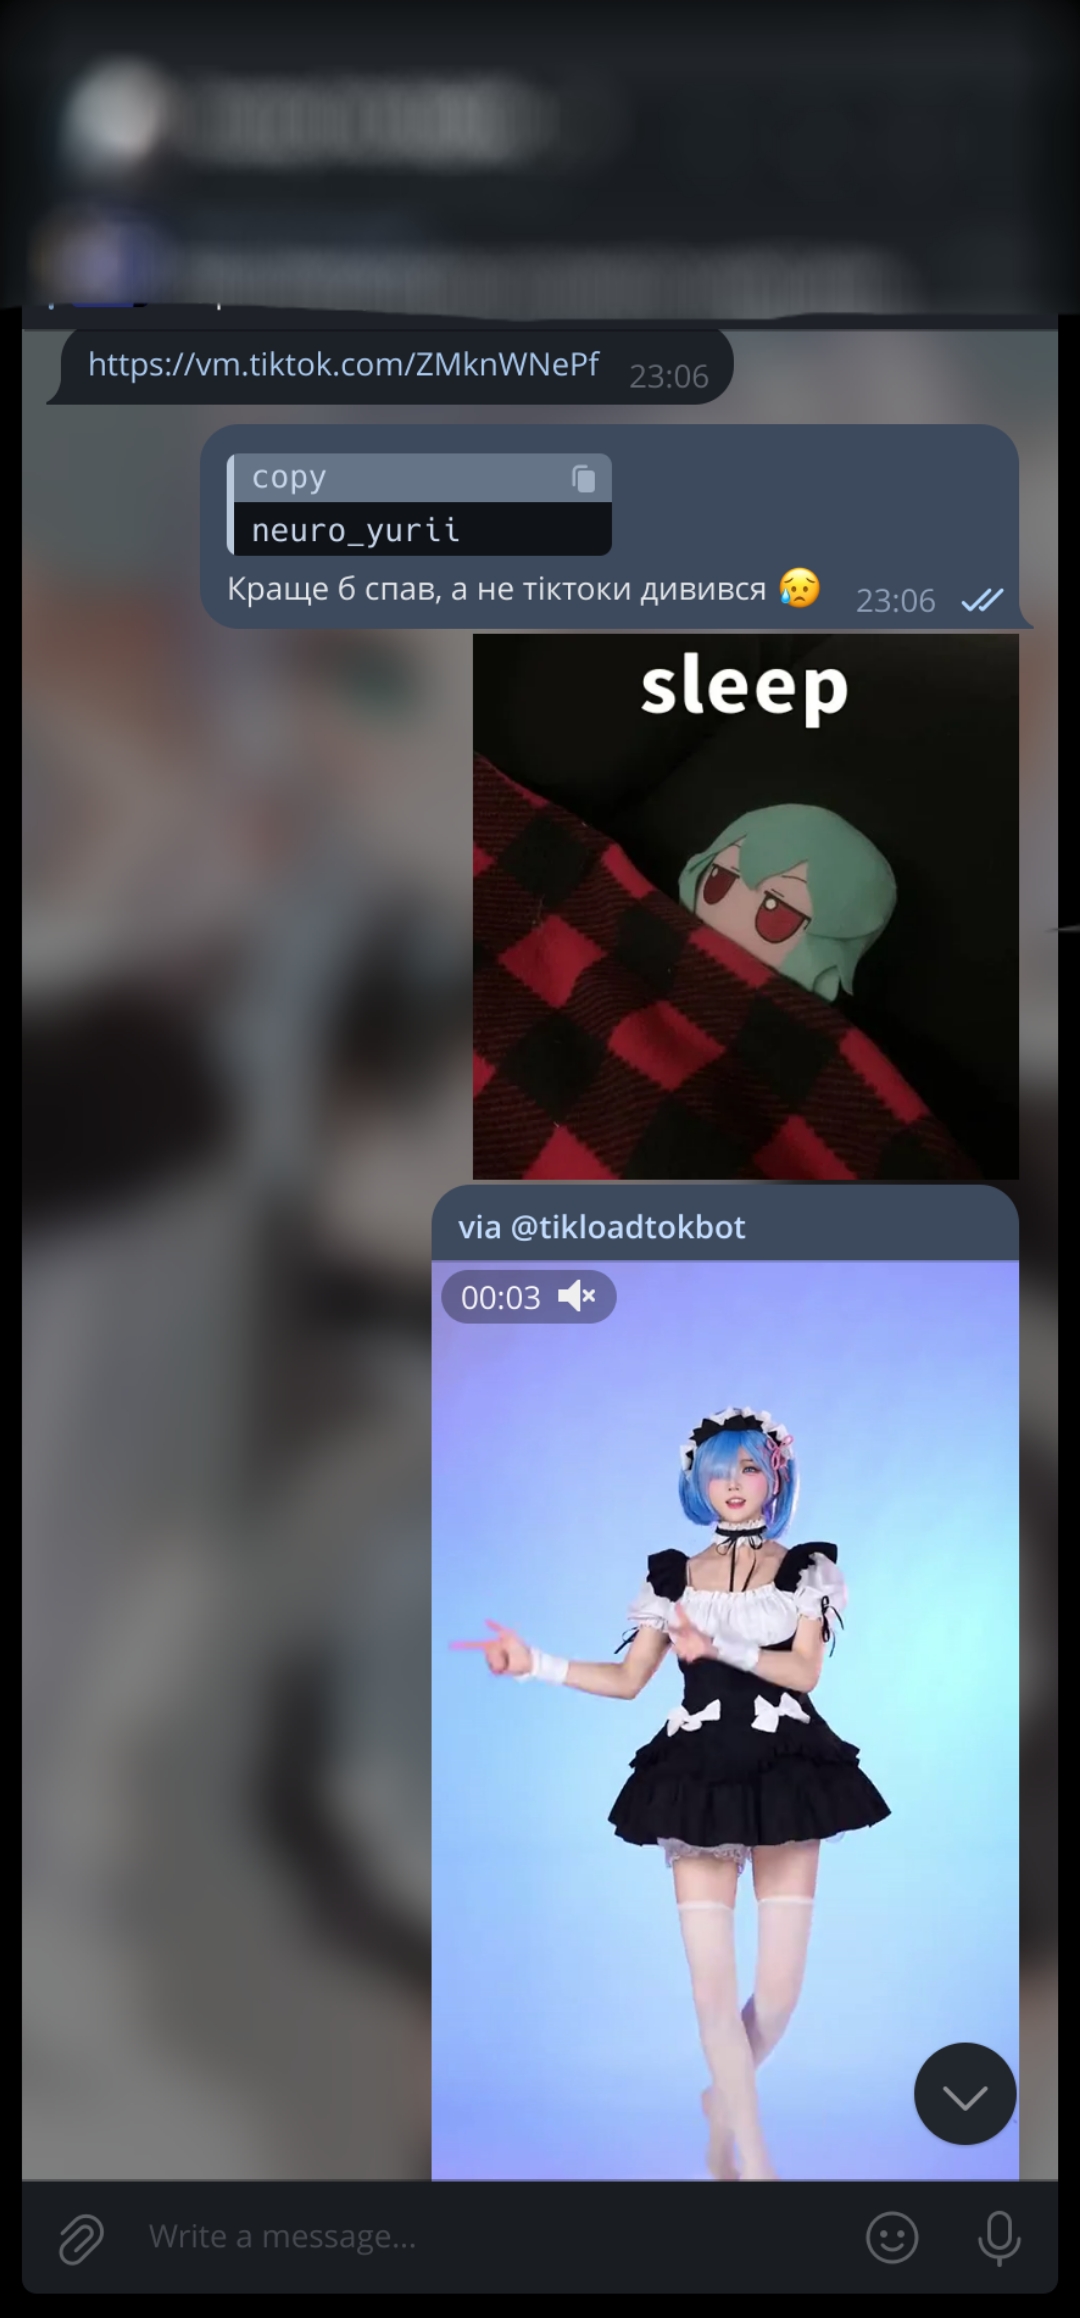 https://vm.tiktok.com/ZMknWNePf 23:06
copy
neuro_yurii
Краще б спав, а не тіктоки дивився 😥 23:06
sleep
via @tikloadtokbot
00:03
Write a message...